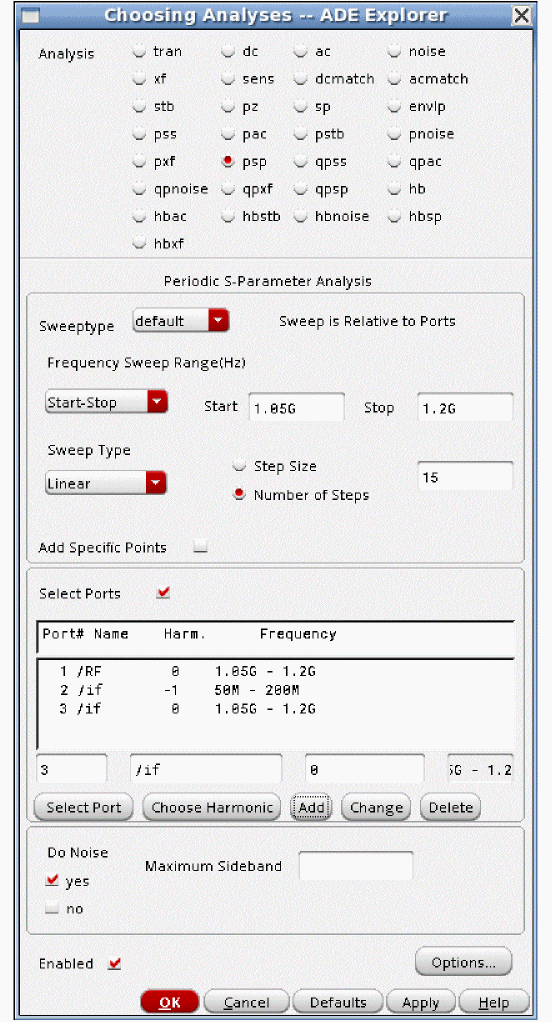 Choosing Analyses -- ADE Explorer
Analysis tran dc ac noise
xf sens dcmatch acmatch
stb pz sp envlp
pss pac pstb pnoise
pxf psp qpss qpac
qpnoise qpxf qpsp hb
hbac hbstb hbnoise hbsp
hbxf
Periodic S-Parameter Analysis
Sweeptype default Sweep is Relative to Ports
Frequency Sweep Range(Hz)
Start-Stop Start 1.05G Stop 1.2G
Sweep Type
Linear Step Size 15
Number of Steps
Add Specific Points
Select Ports
Port# Name Harm. Frequency
1 /RF 0 1.05G - 1.2G
2 /if -1 50M - 200M
3 /if 0 1.05G - 1.2G
3 /if 0 5G - 1.2
Select Port Choose Harmonic Add Change Delete
Do Noise
Maximum Sideband
yes
no
Enabled Options...
OK Cancel Defaults Apply Help